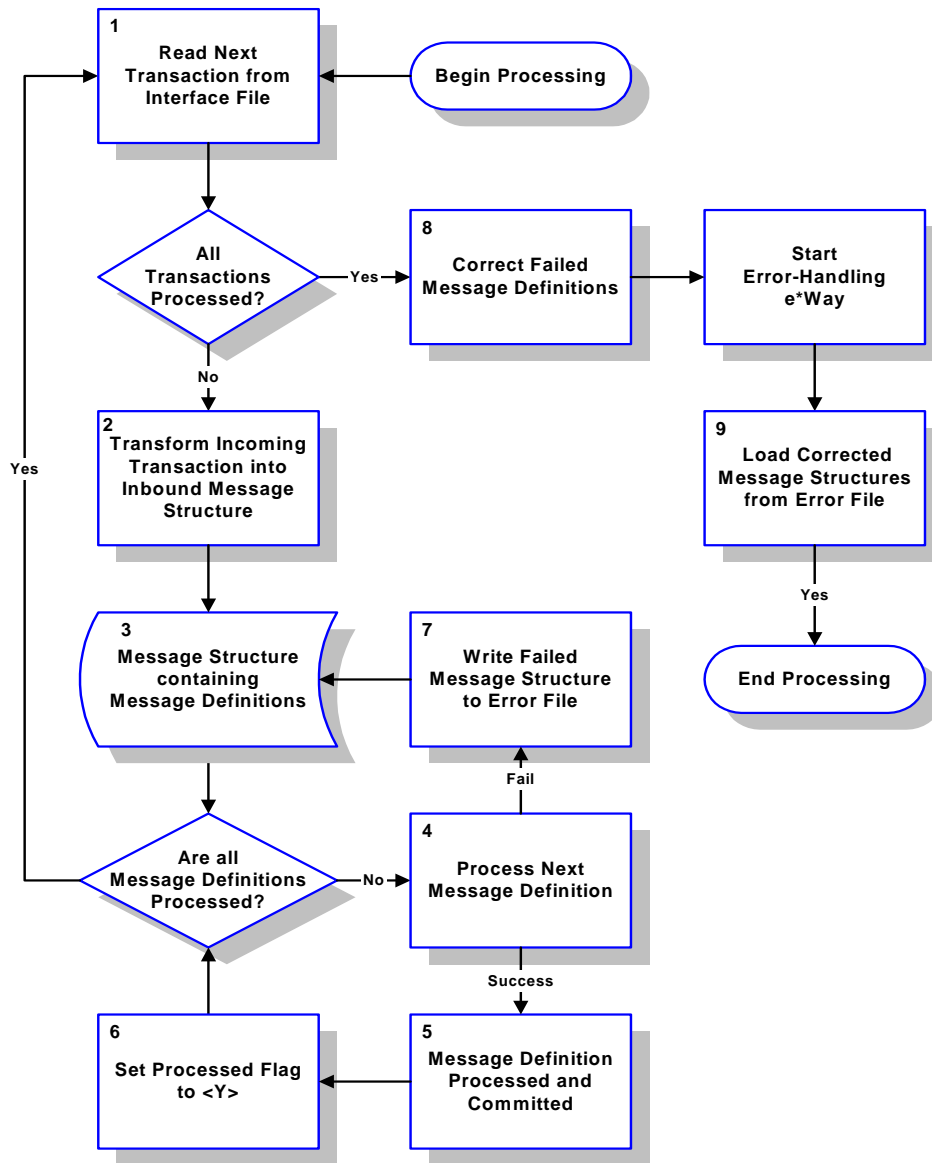 1
Read Next
Transaction from
Interface File
Begin Processing
All
Transactions
Processed?
Yes
8
Correct Failed
Message Definitions
Start
Error-Handling
e*Way
No
2
Transform Incoming
Transaction into
Inbound Message
Structure
Yes
9
Load Corrected
Message Structures
from Error File
Yes
3
Message Structure
containing
Message Definitions
7
Write Failed
Message Structure
to Error File
End Processing
Fail
Are all
Message Definitions
Processed?
No
4
Process Next
Message Definition
Success
6
Set Processed Flag
to <Y>
5
Message Definition
Processed and
Committed